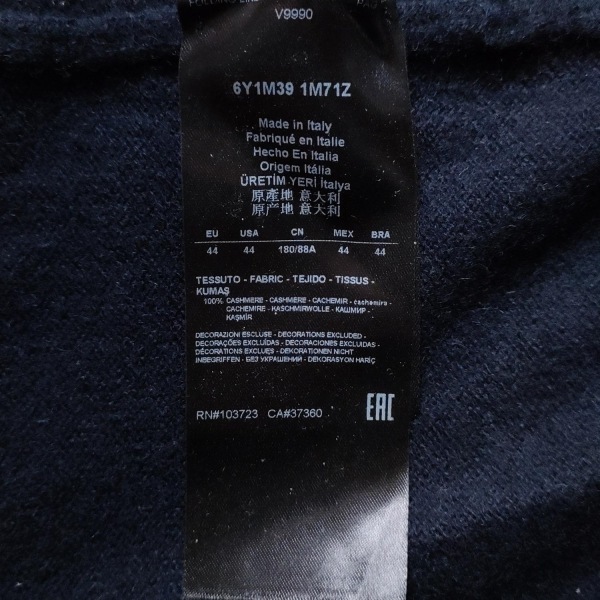 V9990
6Y1M39 1M71Z
Made in Italy
Fabriqué en Italie
Hecho En Italia
Origem Itália
ÜRETİM YERİ İtalya
原產地 意大利
原产地 意大利
EU USA CN MEX BRA
44 44 180/88A 44 44
TESSUTO - FABRIC - TEJIDO - TISSUS -
KUMAŞ
100% CASHMERE - CASHMERE - CACHEMIR - cachemira -
CACHEMIRE - KASCHMIRWOLLE - КАШМИР -
KAŞMİR
DECORAZIONI ESCLUSE - DECORATIONS EXCLUDED -
DECORAÇÕES EXCLUÍDAS - DECORACIONES EXCLUIDAS -
DÉCORATIONS EXCLUES - DEKORATIONEN NICHT
INBEGRIFFEN - БЕЗ УКРАШЕНИЙ - DEKORASYON HARİÇ
RN#103723 CA#37360 EAC